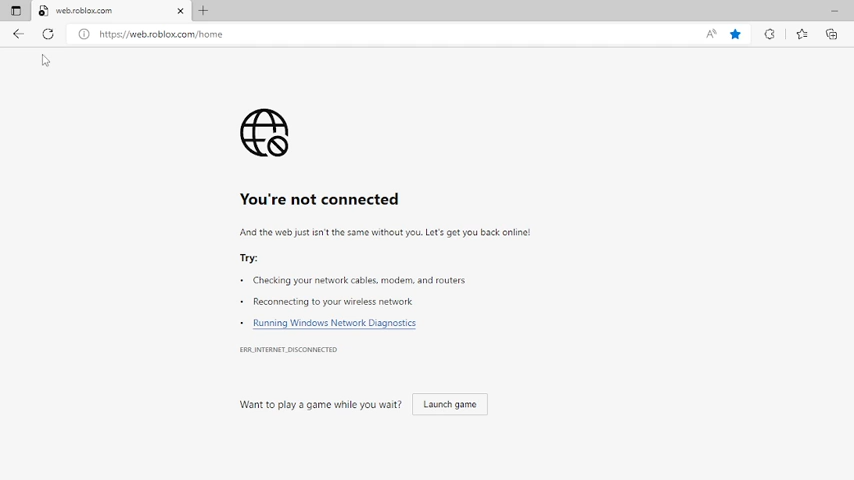 web.roblox.com
https://web.roblox.com/home
You're not connected
And the web just isn't the same without you. Let's get you back online!
Try:
• Checking your network cables, modem, and routers
• Reconnecting to your wireless network
• Running Windows Network Diagnostics
ERR_INTERNET_DISCONNECTED
Want to play a game while you wait? Launch game